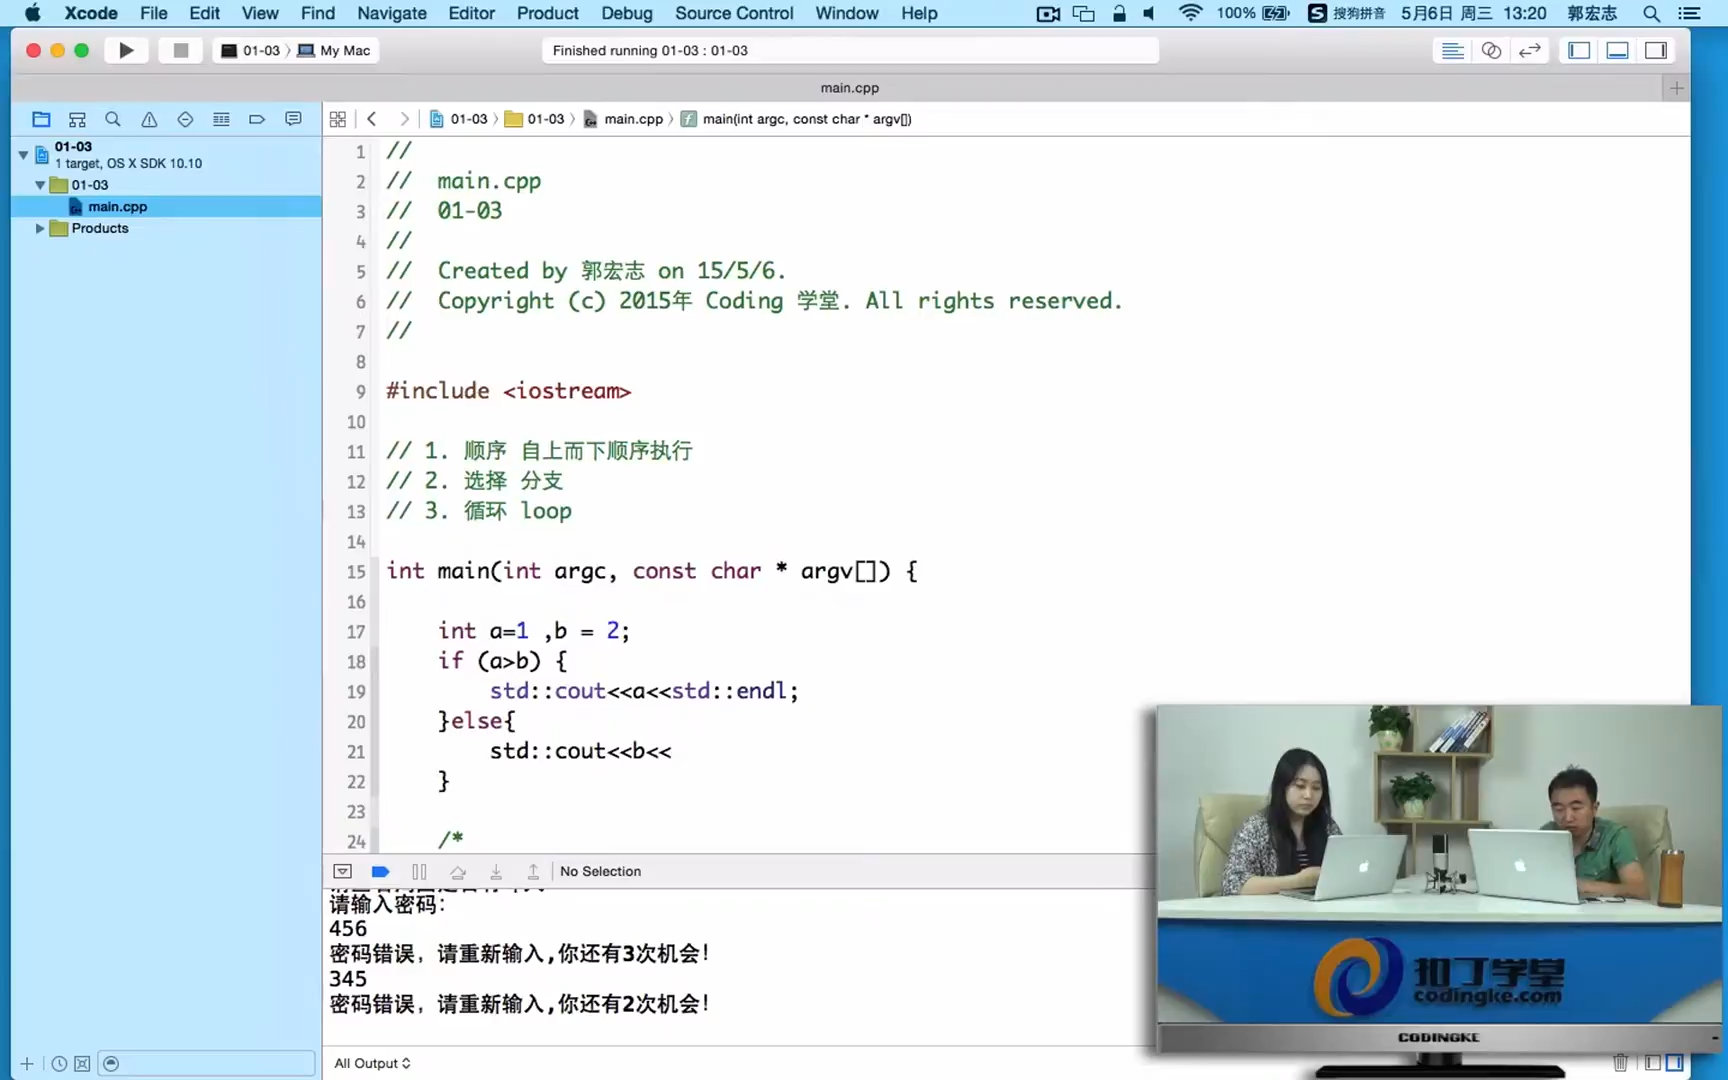 Xcode File Edit View Find Navigate Editor Product Debug Source Control Window Help 100% 搜狗拼音 5月6日 周三 13:20 郭宏志
01-03 My Mac
Finished running 01-03 : 01-03
main.cpp
01-03 01-03 main.cpp main(int argc, const char * argv[])
01-03
1 target, OS X SDK 10.10
01-03
main.cpp
Products
1 //
2 // main.cpp
3 // 01-03
4 //
5 // Created by 郭宏志 on 15/5/6.
6 // Copyright (c) 2015年 Coding 学堂. All rights reserved.
7 //
8
9 #include <iostream>
10
11 // 1. 顺序 自上而下顺序执行
12 // 2. 选择 分支
13 // 3. 循环 loop
14
15 int main(int argc, const char * argv[]) {
16
17 int a=1 ,b = 2;
18 if (a>b) {
19 std::cout<<a<<std::endl;
20 }else{
21 std::cout<<b<<
22 }
23
24 /*
No Selection
请输入密码:
456
密码错误, 请重新输入,你还有3次机会!
345
密码错误, 请重新输入,你还有2次机会!
All Output
扣丁学堂
codingke.com
CODINGKE